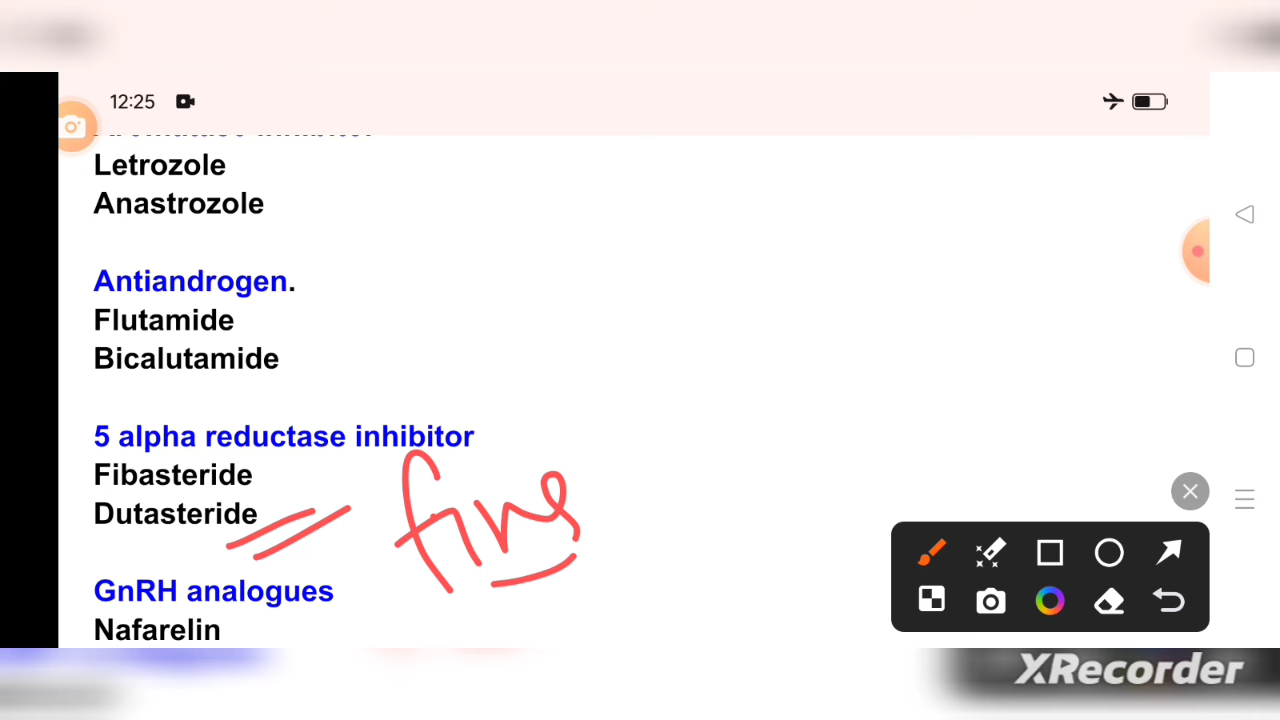 12:25
Letrozole
Anastrozole
Antiandrogen.
Flutamide
Bicalutamide
5 alpha reductase inhibitor
Fibasteride
Dutasteride
fine
GnRH analogues
Nafarelin
XRecorder